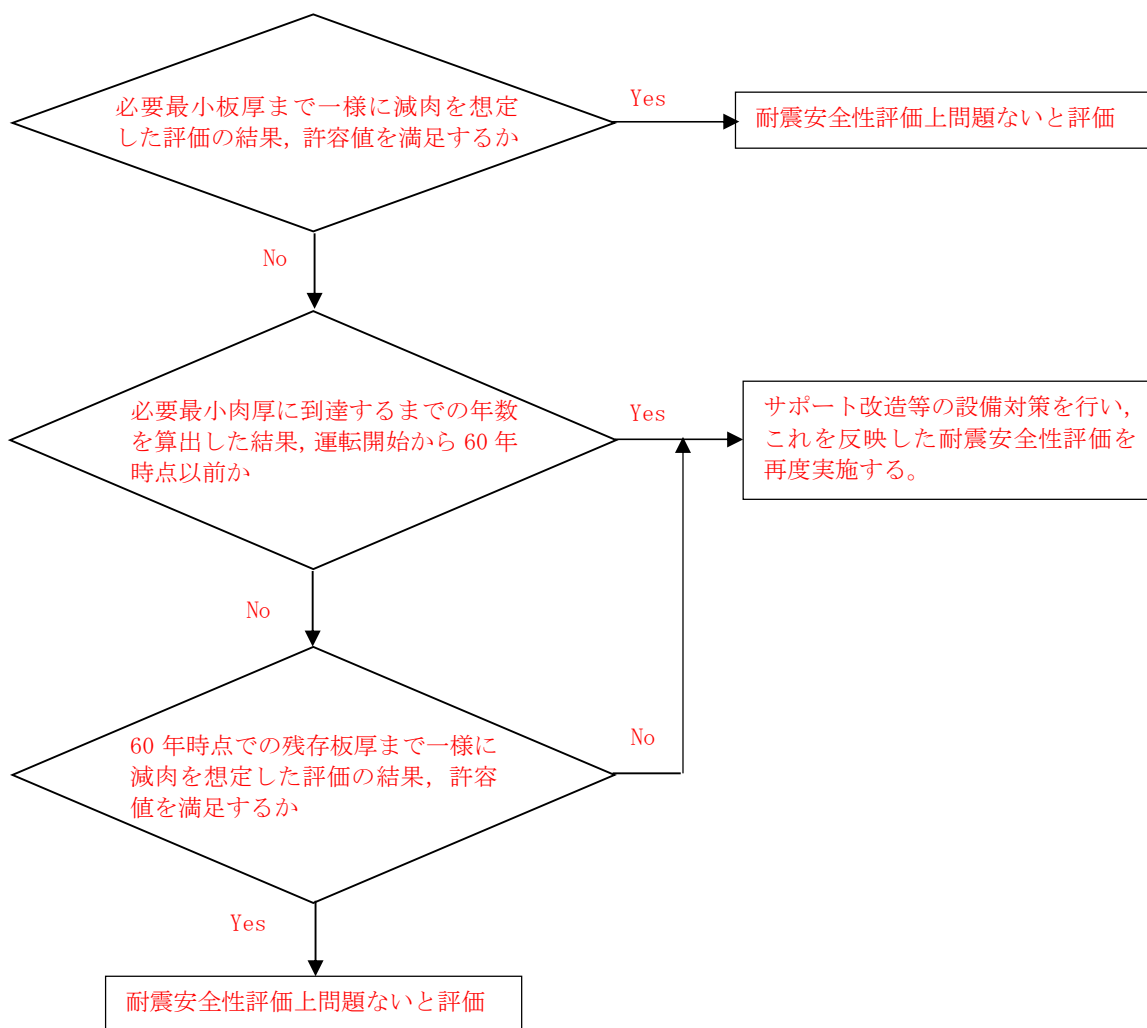 必要最小板厚まで一様に減肉を想定
した評価の結果，許容値を満足するか
Yes
耐震安全性評価上問題ないと評価
No
必要最小肉厚に到達するまでの年数
を算出した結果，運転開始から 60 年
時点以前か
Yes
サポート改造等の設備対策を行い，
これを反映した耐震安全性評価を
再度実施する。
No
60 年時点での残存板厚まで一様に
減肉を想定した評価の結果，許容
値を満足するか
No
Yes
耐震安全性評価上問題ないと評価